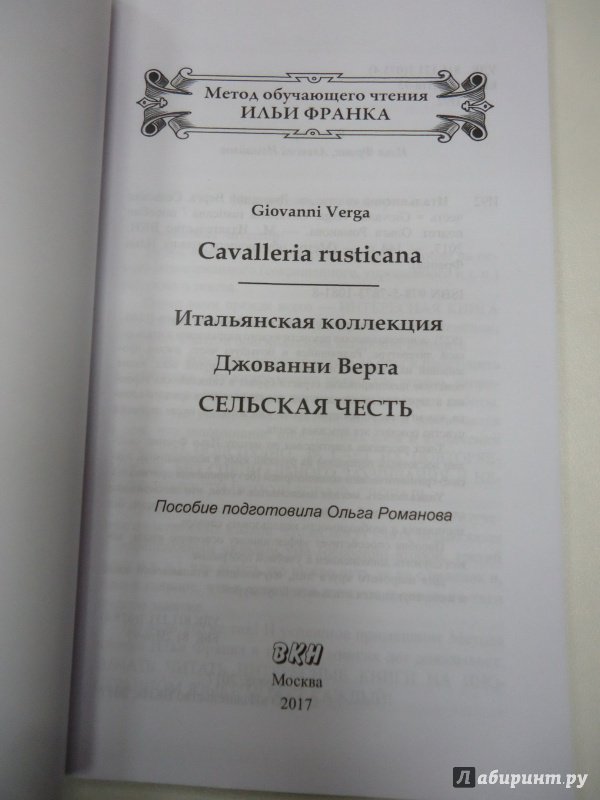 Метод обучающего чтения
ИЛЬИ ФРАНКА
Giovanni Verga
Cavalleria rusticana
Итальянская коллекция
Джованни Верга
СЕЛЬСКАЯ ЧЕСТЬ
Пособие подготовила Ольга Романова
ВКН
Москва
2017
Лабиринт.ру